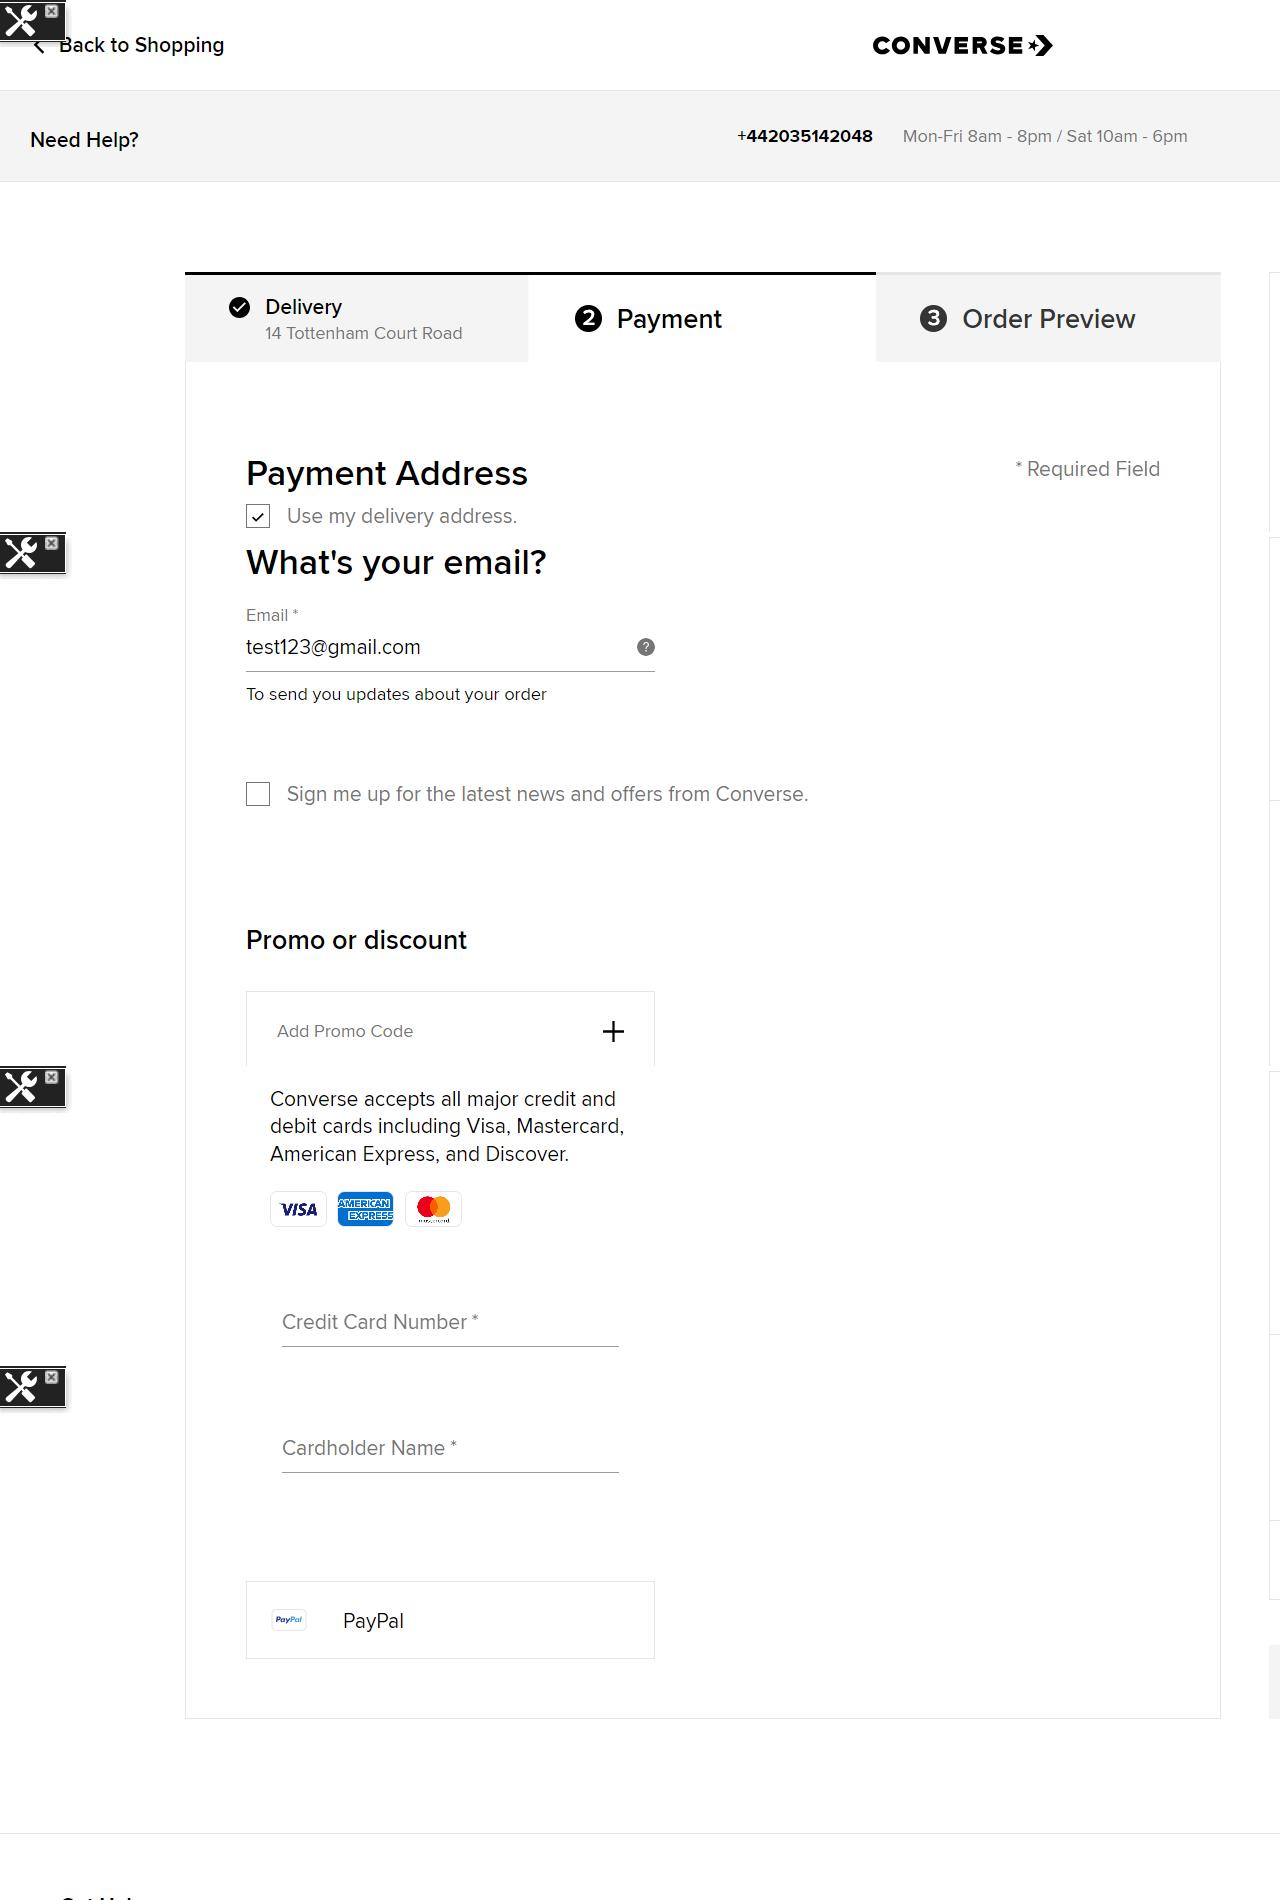 Back to Shopping
CONVERSE
Need Help?
+442035142048 Mon-Fri 8am - 8pm / Sat 10am - 6pm
Delivery
14 Tottenham Court Road
2 Payment
3 Order Preview
Payment Address
* Required Field
Use my delivery address.
What's your email?
Email *
test123@gmail.com ?
To send you updates about your order
Sign me up for the latest news and offers from Converse.
Promo or discount
Add Promo Code
Converse accepts all major credit and
debit cards including Visa, Mastercard,
American Express, and Discover.
VISA
AMERICAN
EXPRESS
mastercard
Credit Card Number *
Cardholder Name *
PayPal PayPal